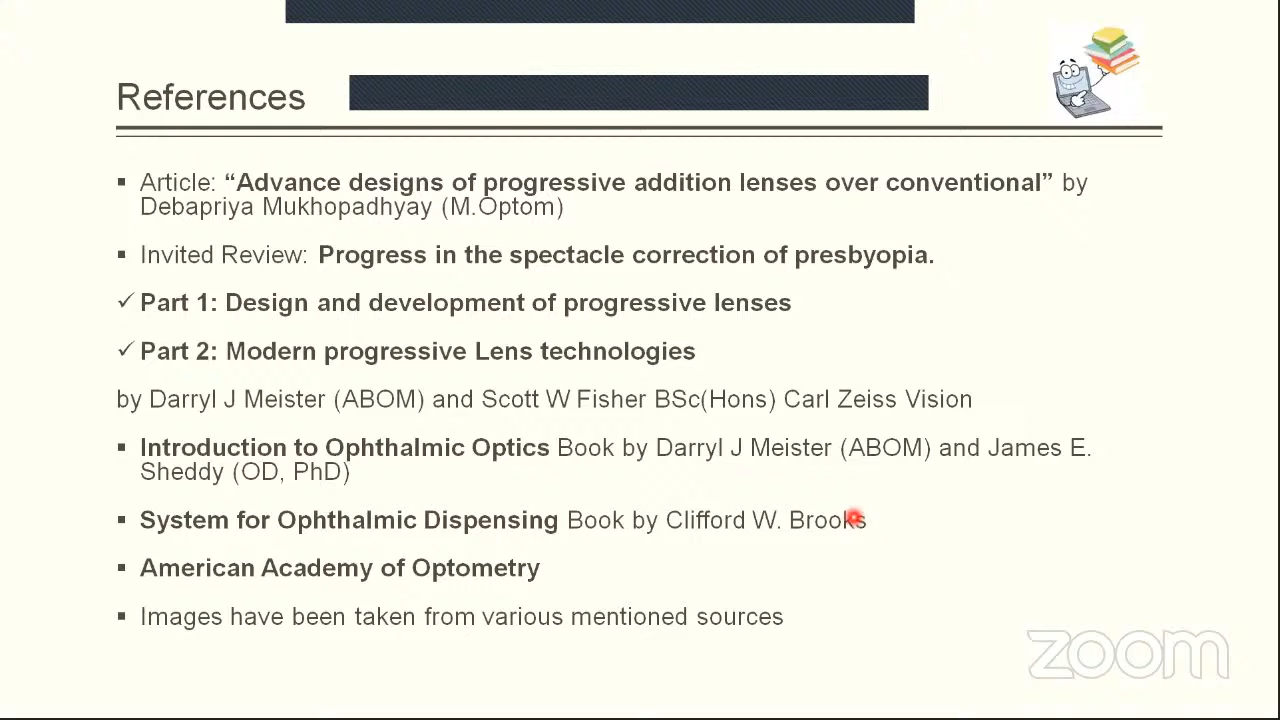 References
▪ Article: “Advance designs of progressive addition lenses over conventional” by
Debapriya Mukhopadhyay (M.Optom)
▪ Invited Review: Progress in the spectacle correction of presbyopia.
✓ Part 1: Design and development of progressive lenses
✓ Part 2: Modern progressive Lens technologies
by Darryl J Meister (ABOM) and Scott W Fisher BSc(Hons) Carl Zeiss Vision
▪ Introduction to Ophthalmic Optics Book by Darryl J Meister (ABOM) and James E.
Sheddy (OD, PhD)
▪ System for Ophthalmic Dispensing Book by Clifford W. Brooks
▪ American Academy of Optometry
▪ Images have been taken from various mentioned sources
zoom